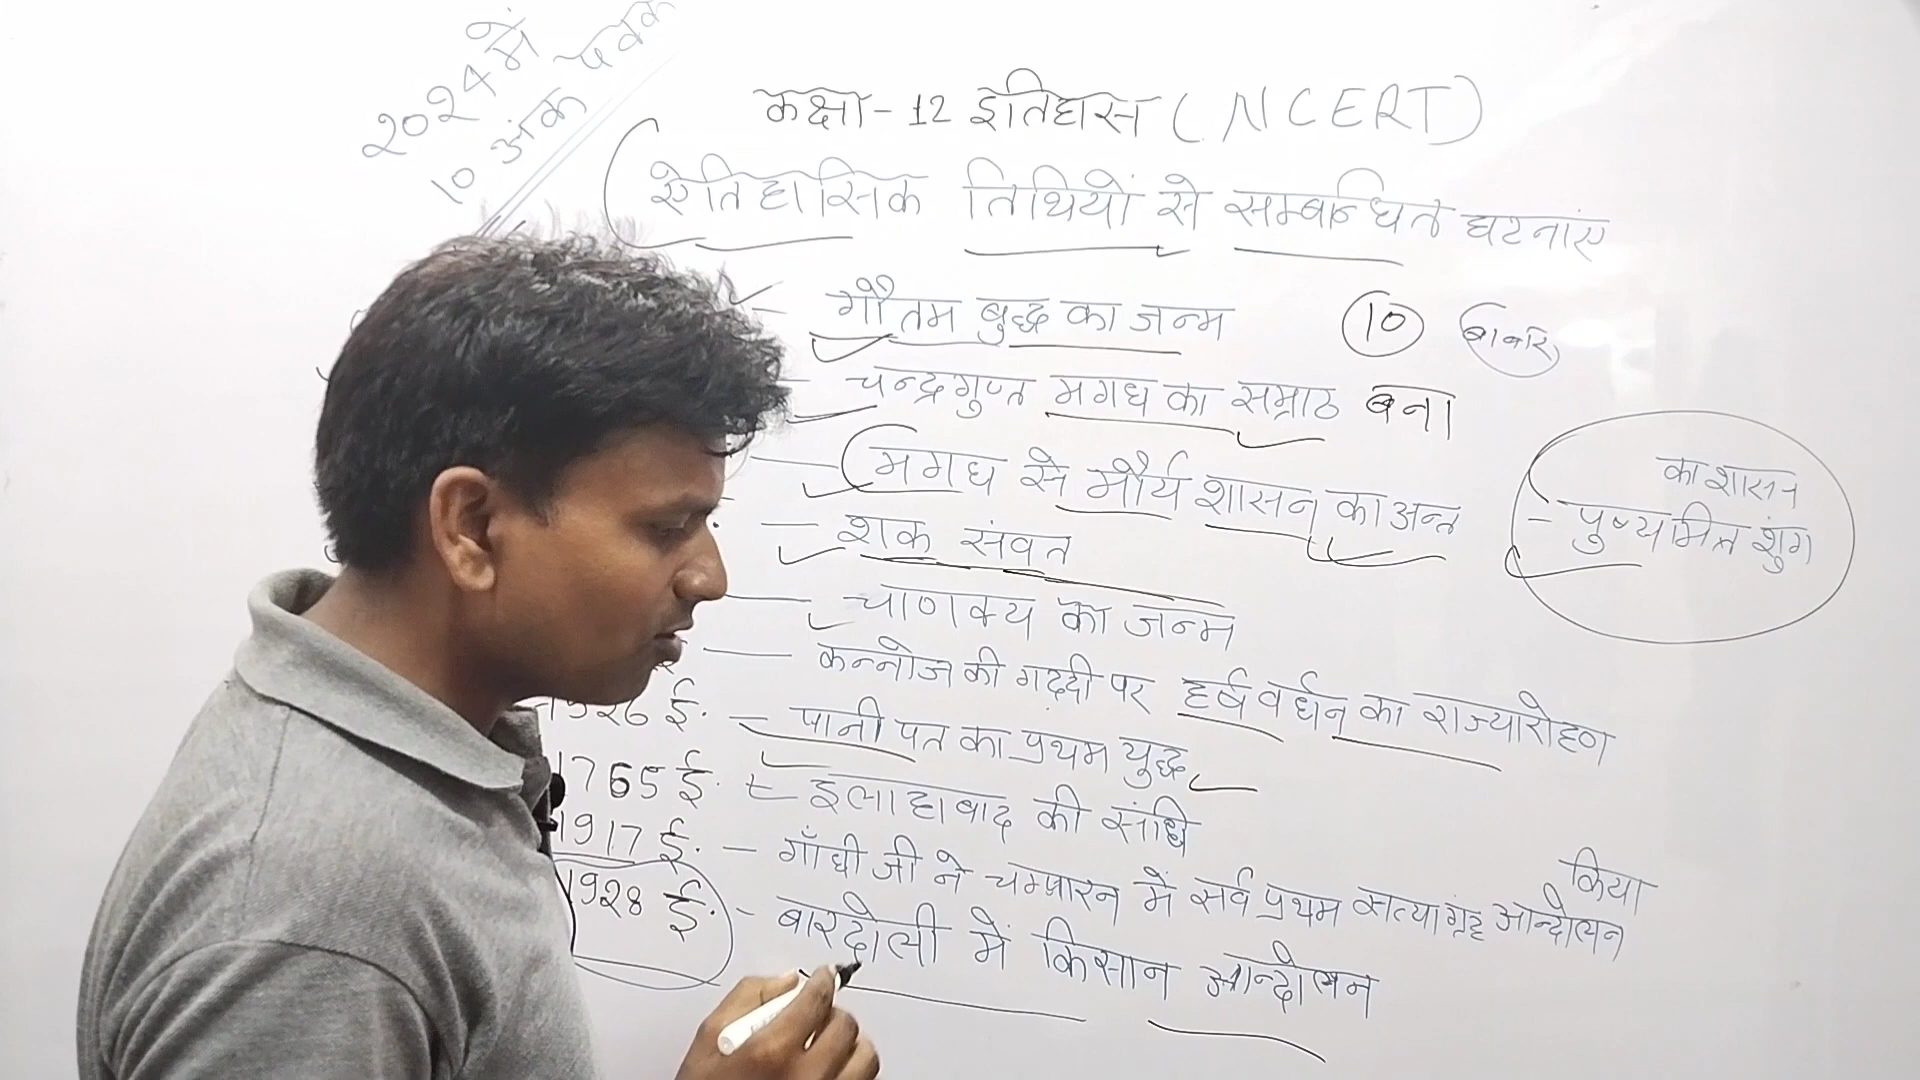 2024 में
10 अंक पक्के
कक्षा - 12 इतिहास ( NCERT )
ऐतिहासिक तिथियों से सम्बन्धित घटनाएं
- गौतम बुद्ध का जन्म 10
- चन्द्रगुप्त मगध का सम्राट बना
- मगध से मौर्य शासन का अन्त
का शासन
- पुष्यमित्र शुंग
- शक संवत
- चाणक्य का जन्म
- कन्नौज की गद्दी पर हर्षवर्धन का राज्यारोहण
1526 ई. - पानीपत का प्रथम युद्ध
1765 ई. - इलाहाबाद की संधि
1917 ई. - गाँधी जी ने चम्पारन में सर्वप्रथम सत्याग्रह आन्दोलन
किया
1928 ई. - बारदोली में किसान आन्दोलन